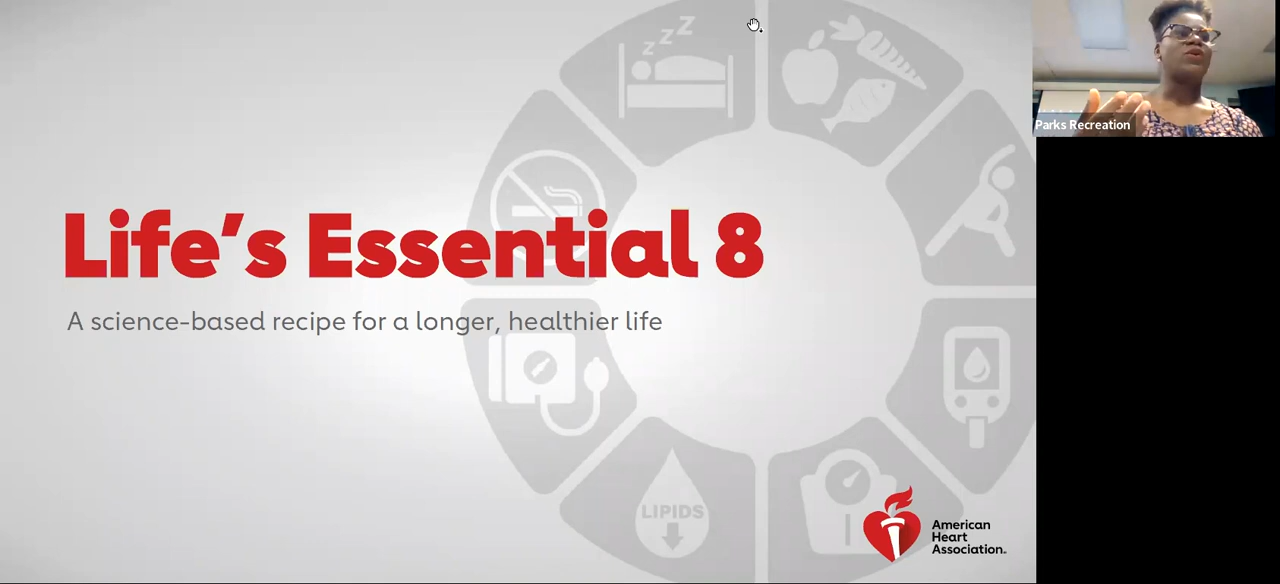 Life's Essential 8
A science-based recipe for a longer, healthier life
z z z
LIPIDS
American
Heart
Association.
Parks Recreation